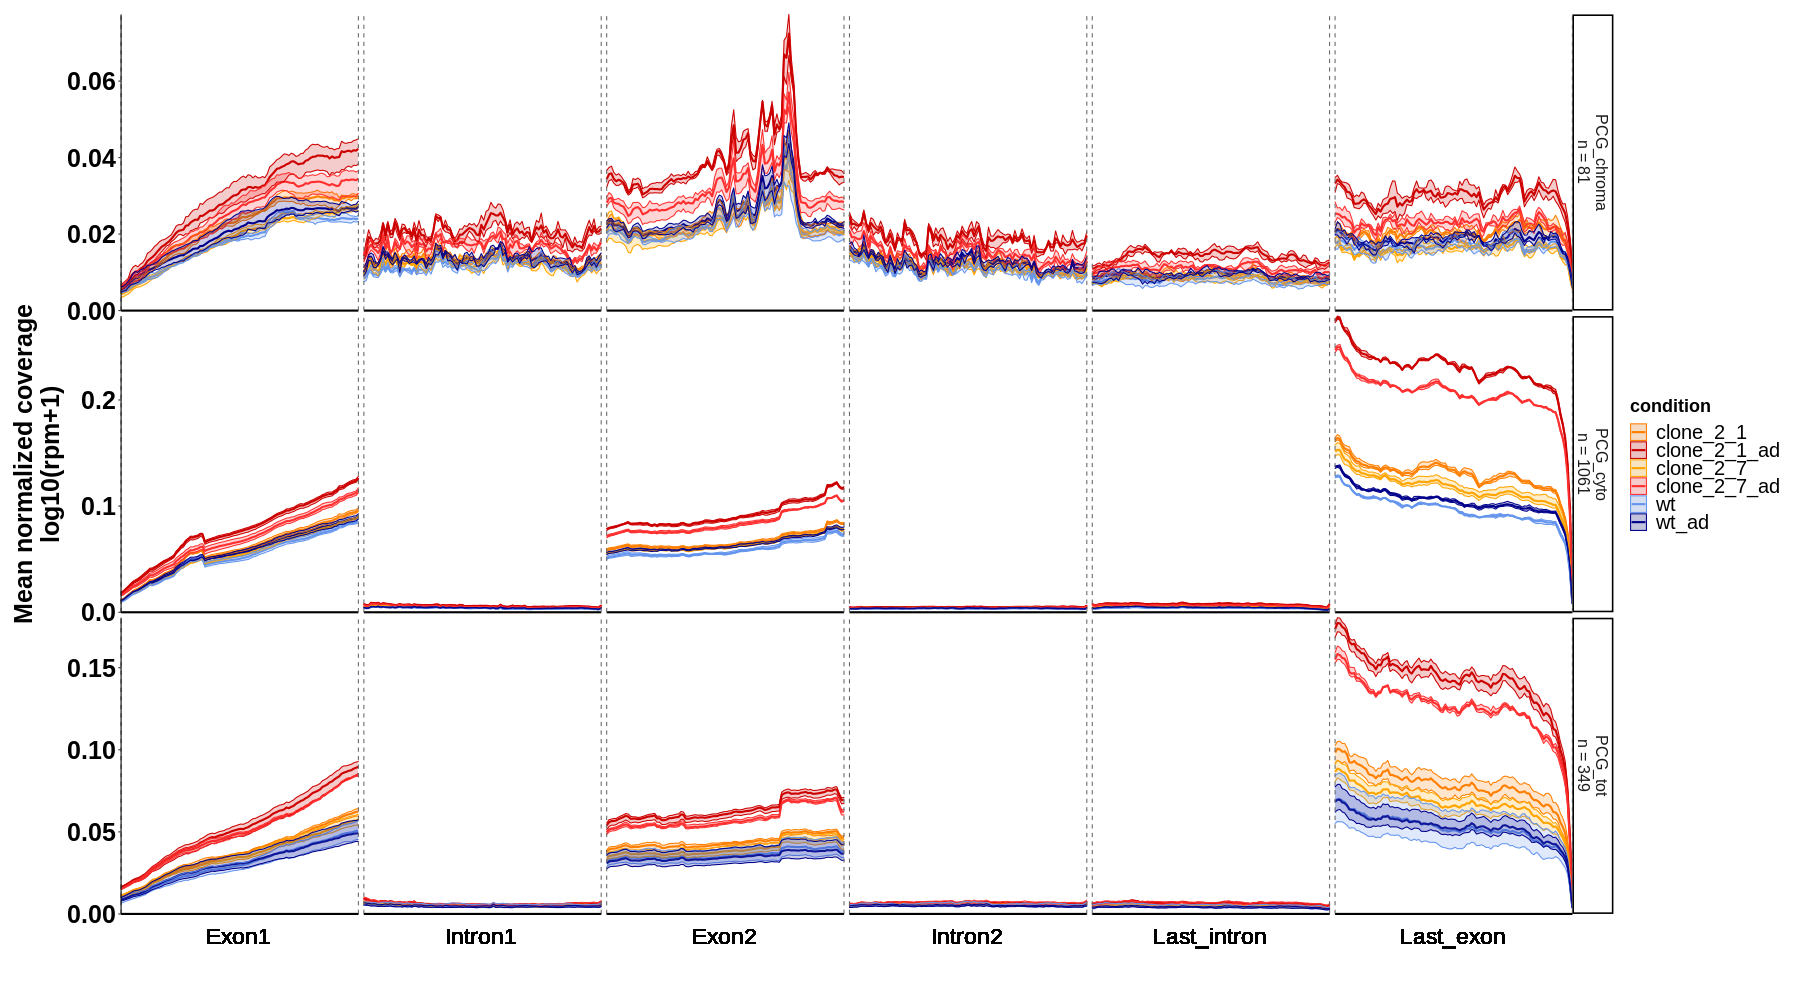 Mean normalized coverage
log10(rpm+1)
0.06
0.04
0.02
0.00
PCG_chroma
n = 81
0.2
0.1
0.0
PCG_cyto
n = 1061
0.15
0.10
0.05
0.00
PCG_tot
n = 349
Exon1
Intron1
Exon2
Intron2
Last_intron
Last_exon
condition
clone_2_1
clone_2_1_ad
clone_2_7
clone_2_7_ad
wt
wt_ad